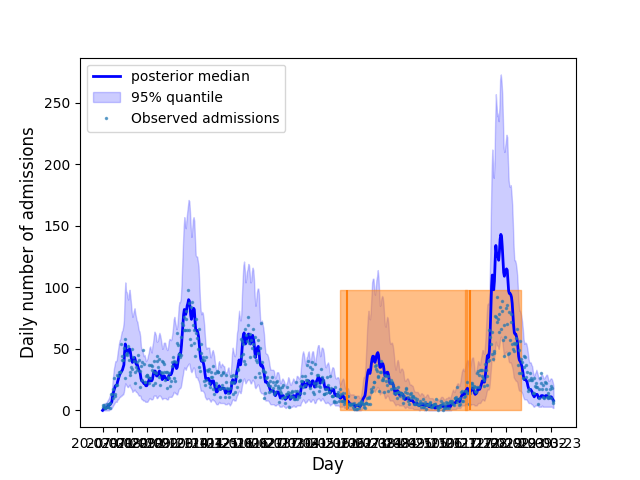 posterior median
95% quantile
Observed admissions
Daily number of admissions
250
200
150
100
50
0
Day